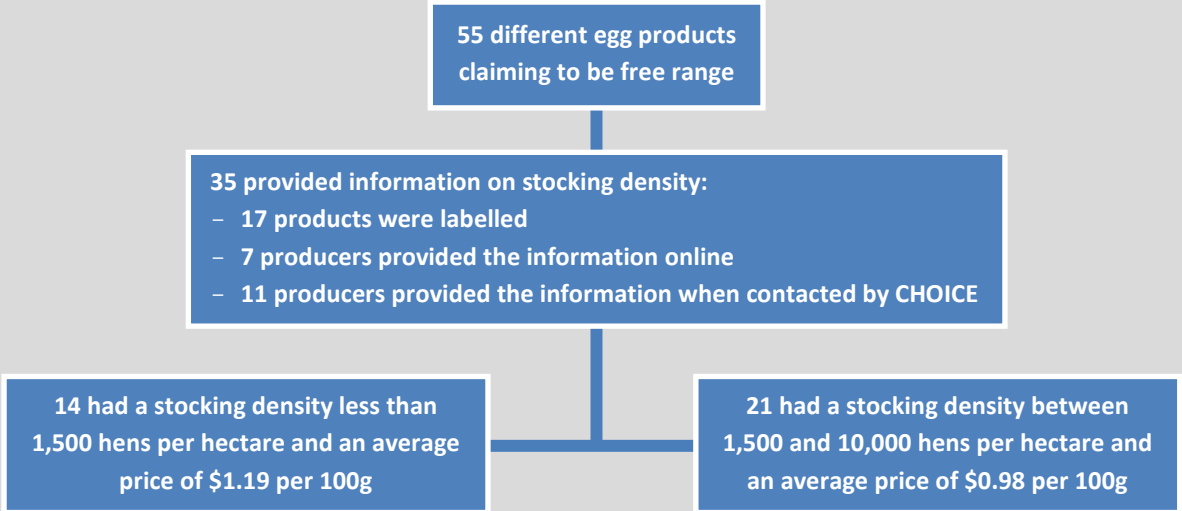 55 different egg products
claiming to be free range
35 provided information on stocking density:
- 17 products were labelled
- 7 producers provided the information online
- 11 producers provided the information when contacted by CHOICE
14 had a stocking density less than
1,500 hens per hectare and an average
price of $1.19 per 100g
21 had a stocking density between
1,500 and 10,000 hens per hectare and
an average price of $0.98 per 100g